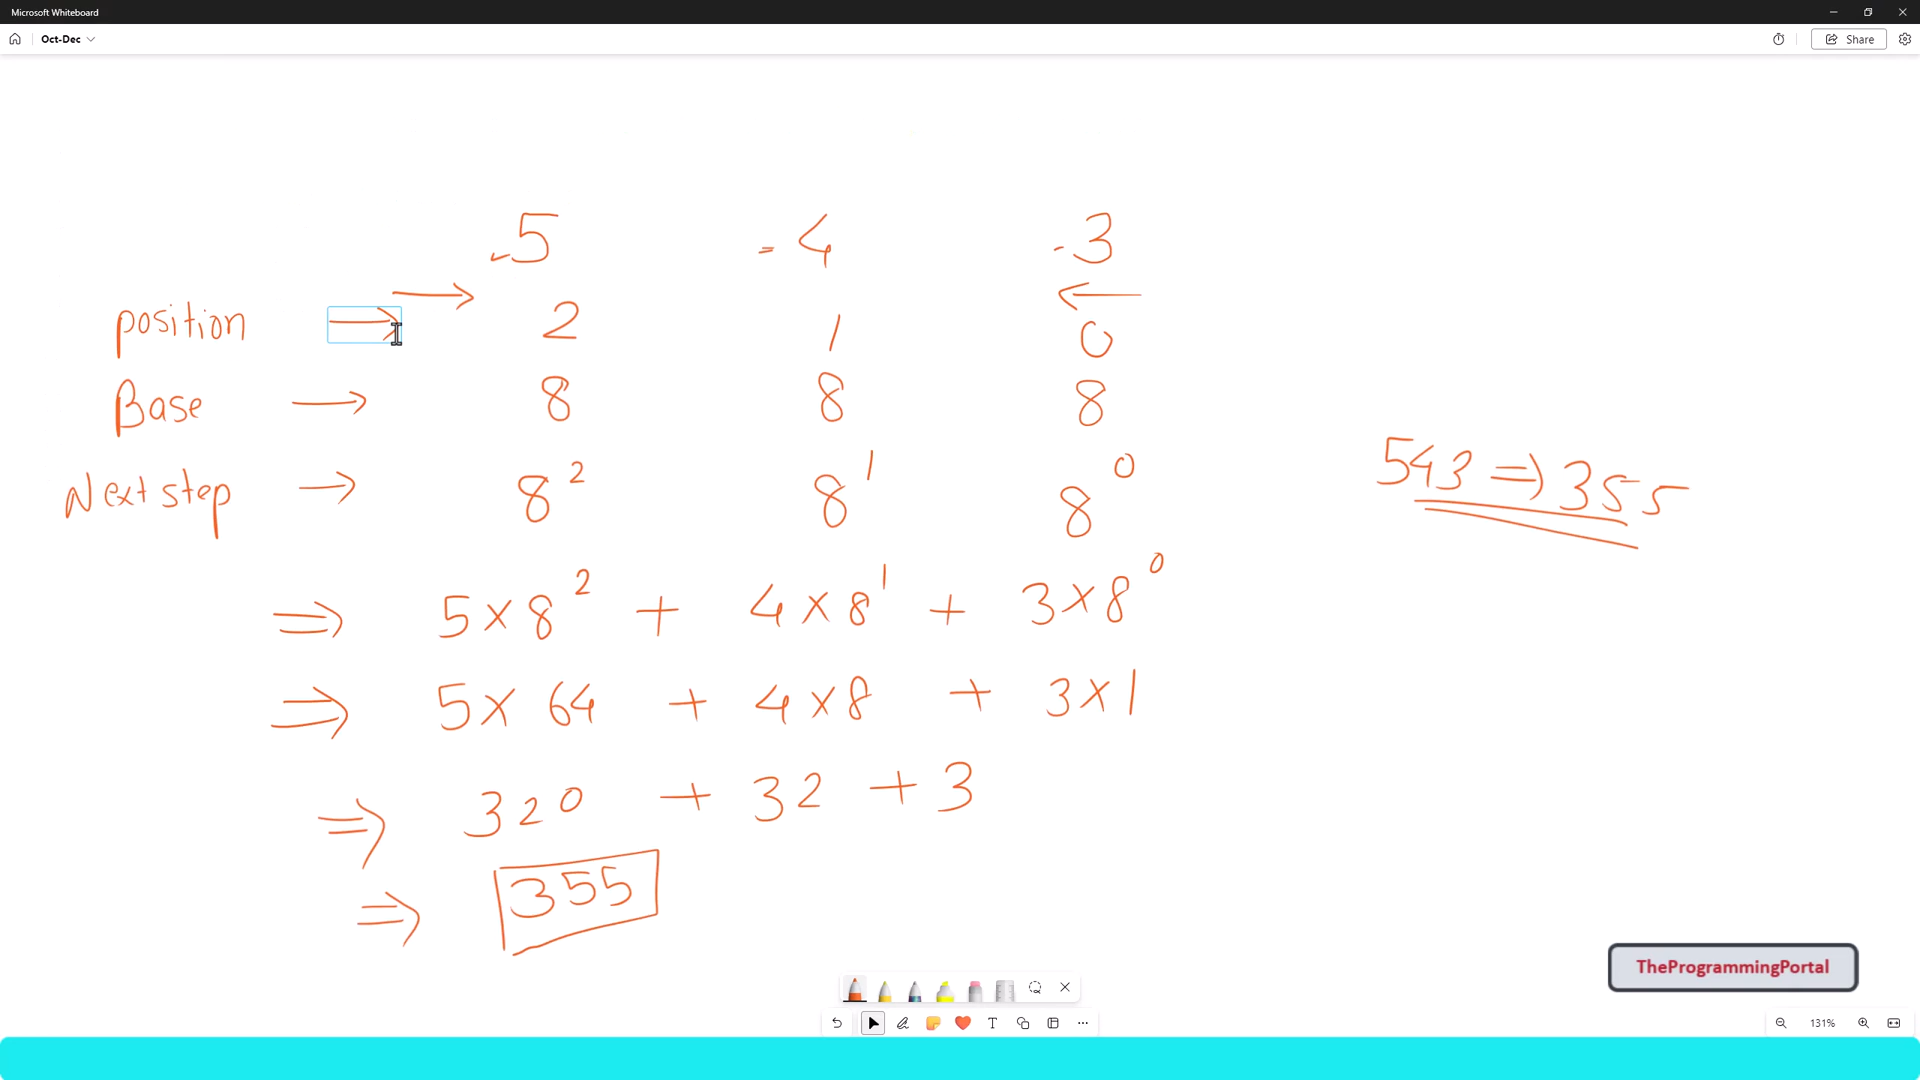 Microsoft Whiteboard
Oct-Dec
Share
5 4 3
position → 2 1 0
Base → 8 8 8
Next step → 8² 8¹ 8⁰
543 => 355
=> 5 × 8² + 4 × 8¹ + 3 × 8⁰
=> 5 × 64 + 4 × 8 + 3 × 1
=> 320 + 32 + 3
=> 355
TheProgrammingPortal
131%